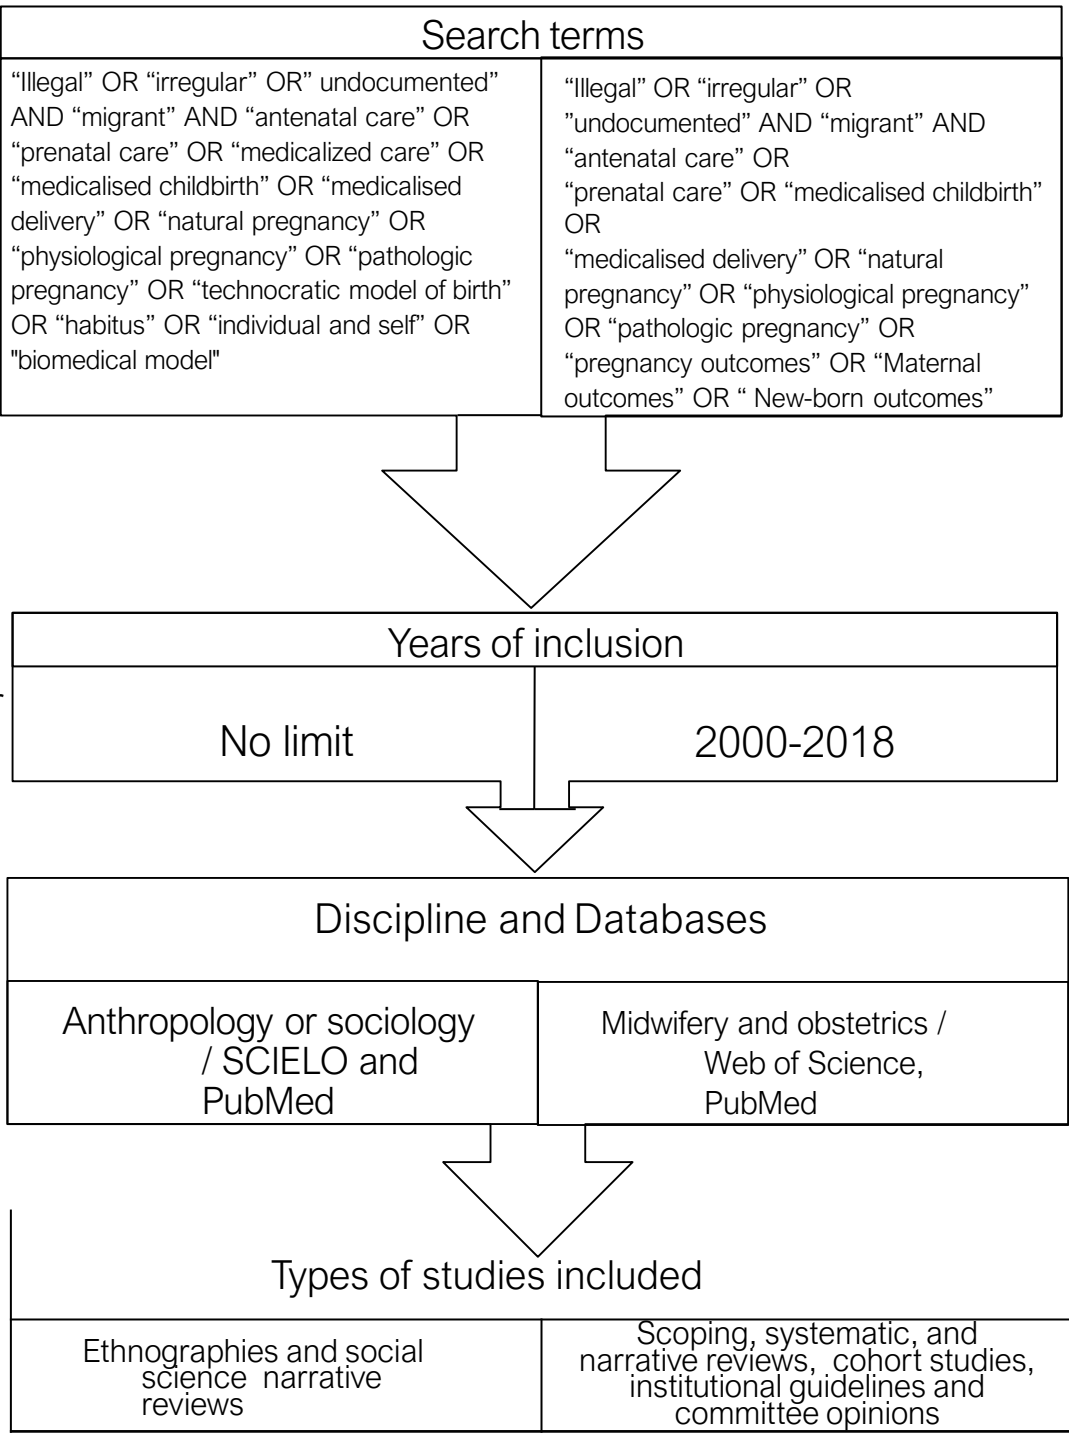 Search terms
“Illegal” OR “irregular” OR” undocumented”
AND “migrant” AND “antenatal care” OR
“prenatal care” OR “medicalized care” OR
“medicalised childbirth” OR “medicalised
delivery” OR “natural pregnancy” OR
“physiological pregnancy” OR “pathologic
pregnancy” OR “technocratic model of birth”
OR “habitus” OR “individual and self” OR
"biomedical model"
“Illegal” OR “irregular” OR
”undocumented” AND “migrant” AND
“antenatal care” OR
“prenatal care” OR “medicalised childbirth”
OR
“medicalised delivery” OR “natural
pregnancy” OR “physiological pregnancy”
OR “pathologic pregnancy” OR
“pregnancy outcomes” OR “Maternal
outcomes” OR “ New-born outcomes”
Years of inclusion
No limit
2000-2018
Discipline and Databases
Anthropology or sociology
/ SCIELO and
PubMed
Midwifery and obstetrics /
Web of Science,
PubMed
Types of studies included
Ethnographies and social
science narrative
reviews
Scoping, systematic, and
narrative reviews, cohort studies,
institutional guidelines and
committee opinions